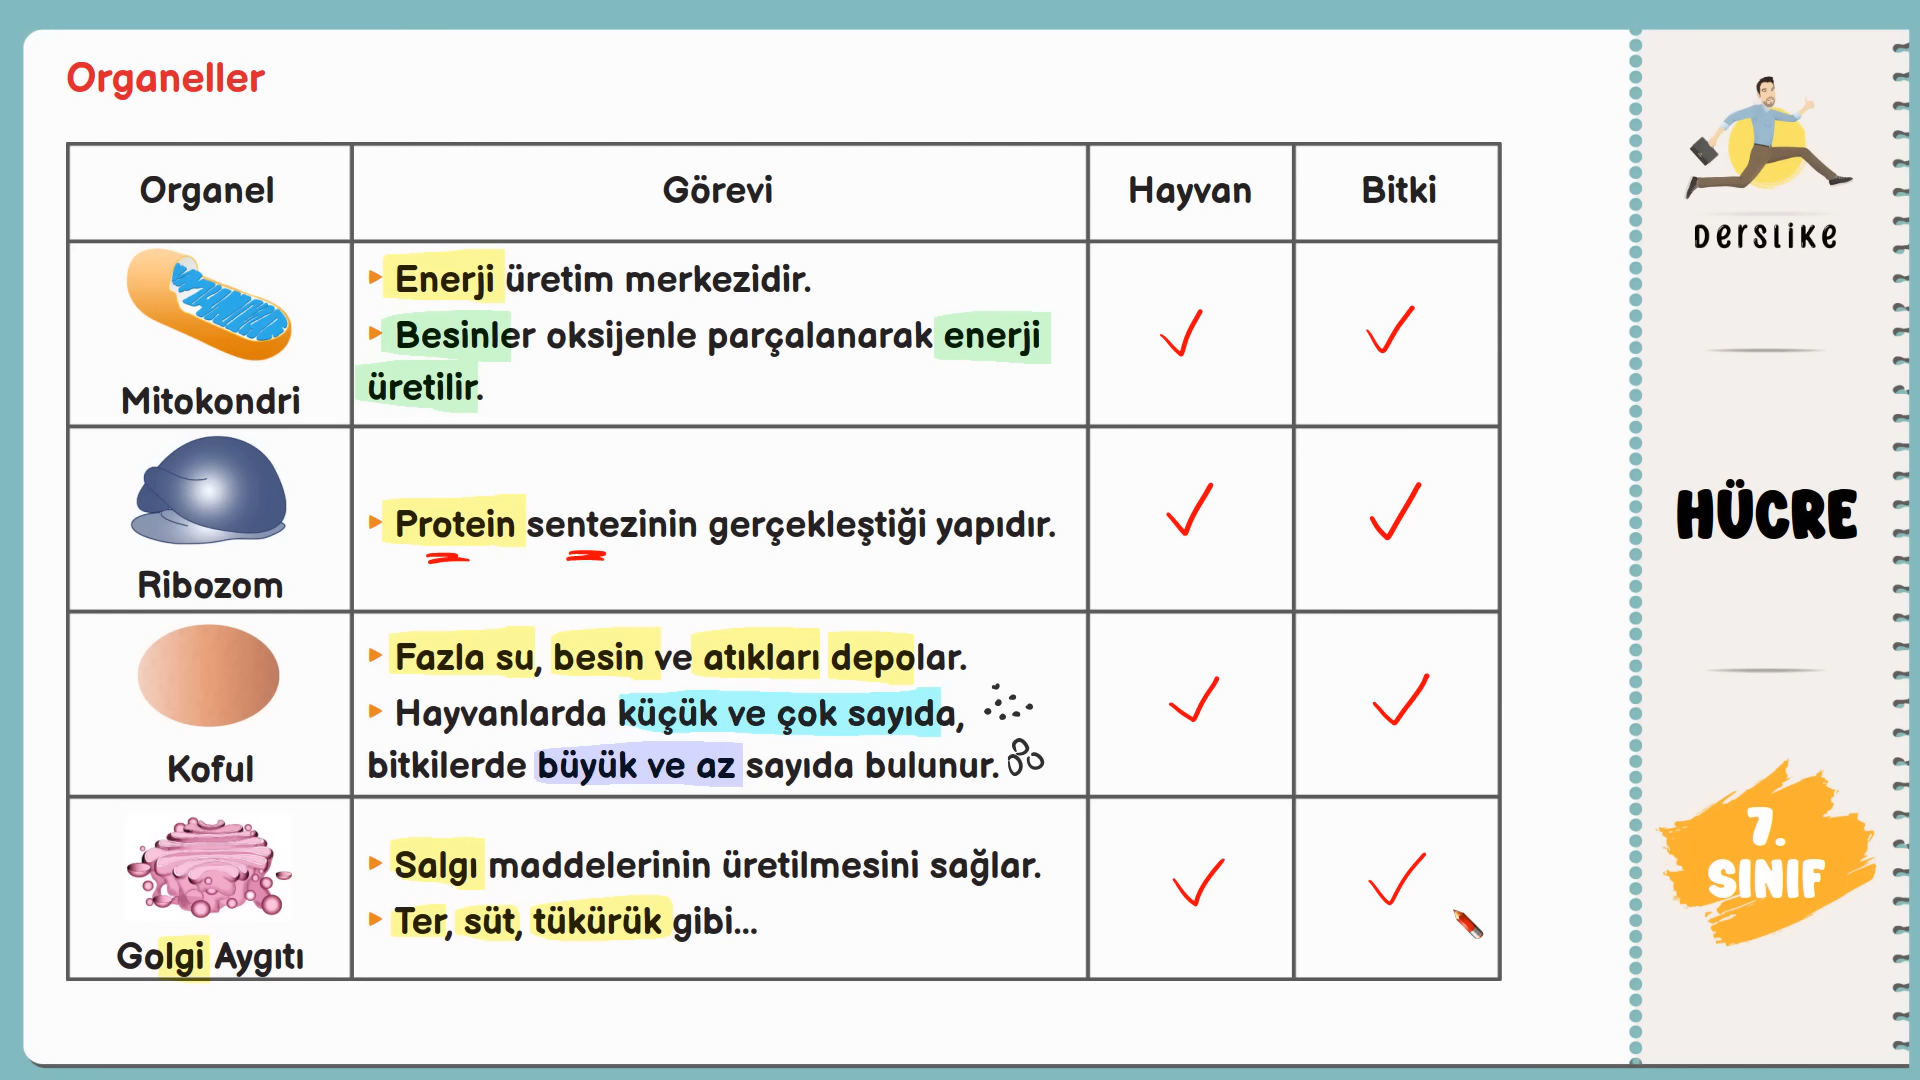 Organeller
Organel
Görevi
Hayvan
Bitki
Mitokondri
Enerji üretim merkezidir.
Besinler oksijenle parçalanarak enerji
üretilir.
Ribozom
Protein sentezinin gerçekleştiği yapıdır.
Koful
Fazla su, besin ve atıkları depolar.
Hayvanlarda küçük ve çok sayıda,
bitkilerde büyük ve az sayıda bulunur.
Golgi Aygıtı
Salgı maddelerinin üretilmesini sağlar.
Ter, süt, tükürük gibi...
DERSLİKE
HÜCRE
7.
SINIF